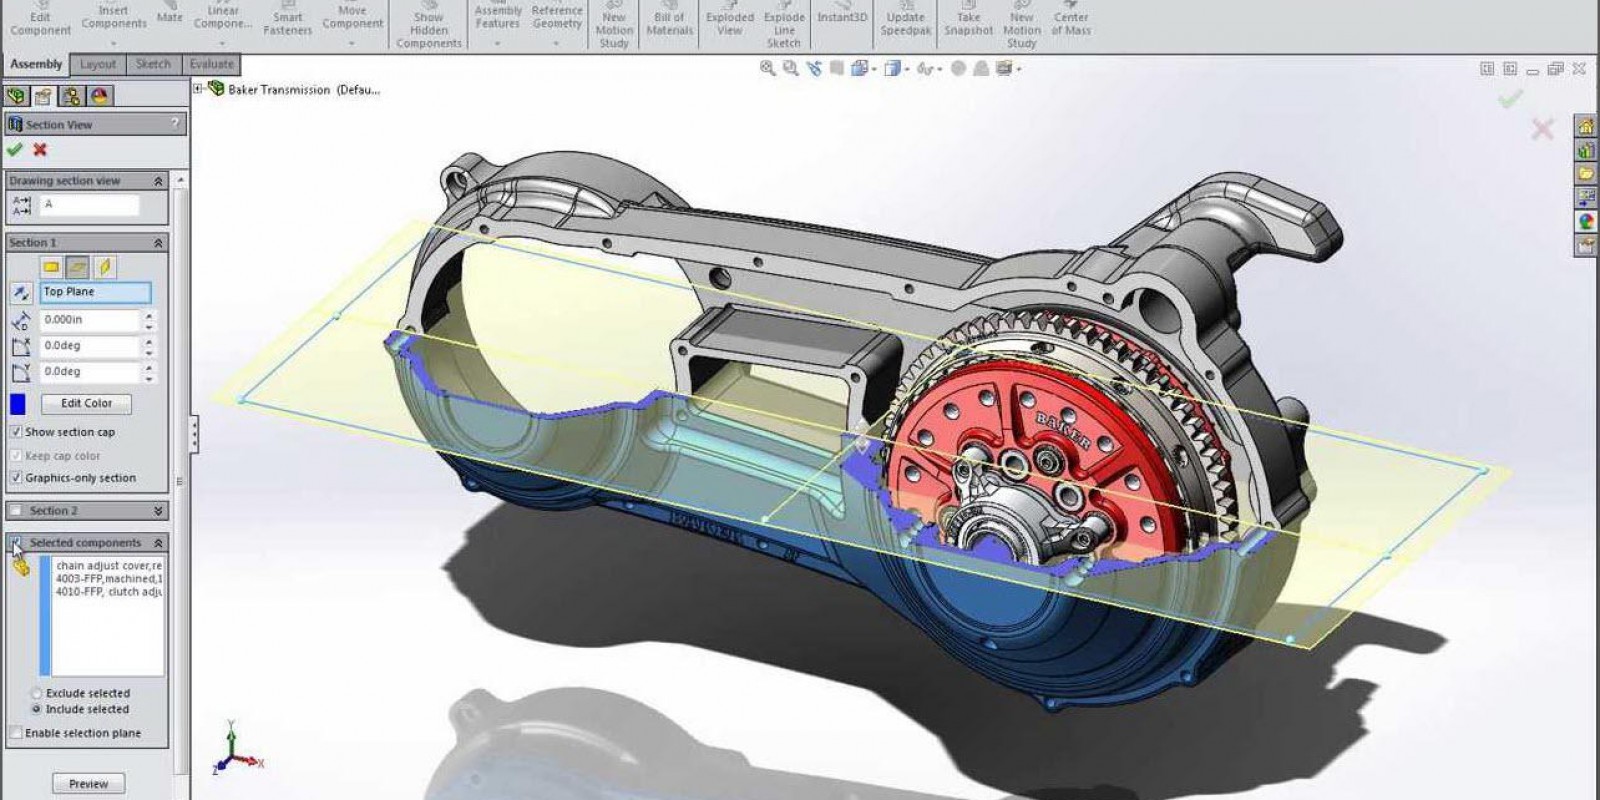 Edit Component
Insert Components
Mate
Linear Compone...
Smart Fasteners
Move Component
Show Hidden Components
Assembly Features
Reference Geometry
New Motion Study
Bill of Materials
Exploded View
Explode Line Sketch
Instant3D
Update Speedpak
Take Snapshot
New Motion Study
Center of Mass
Assembly
Layout
Sketch
Evaluate
Baker Transmission (Defau...
Section View
?
Drawing section view
A
Section 1
Top Plane
0.000in
0.0deg
0.0deg
Edit Color
Show section cap
Keep cap color
Graphics-only section
Section 2
Selected components
chain adjust cover,re
4003-FFP,machined,1
4010-FFP, clutch adju
Exclude selected
Include selected
Enable selection plane
Preview
BAKER
Y
X
Z